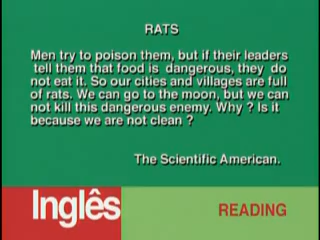 RATS
Men try to poison them, but if their leaders
tell them that food is dangerous, they do
not eat it. So our cities and villages are full
of rats. We can go to the moon, but we can
not kill this dangerous enemy. Why ? Is it
because we are not clean ?
The Scientific American.
Inglês
READING